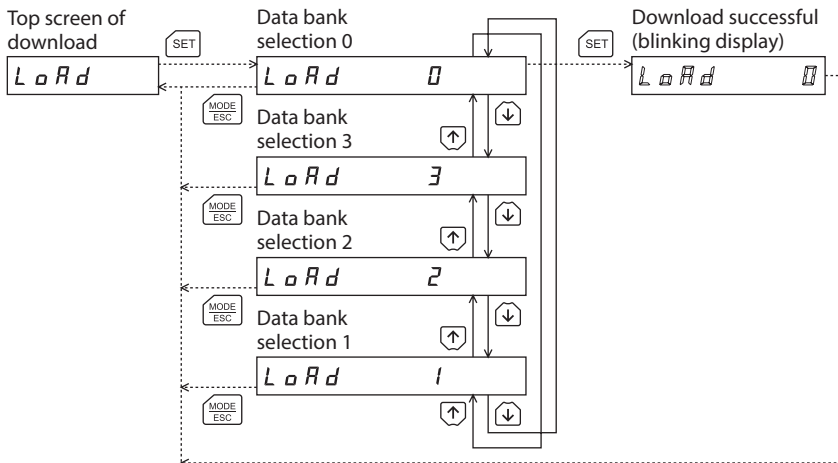 Top screen of
download
SET
LoAd
Data bank
selection 0
LoAd 0
SET
Download successful
(blinking display)
LoAd 0
MODE
ESC
Data bank
selection 3
LoAd 3
MODE
ESC
Data bank
selection 2
LoAd 2
MODE
ESC
Data bank
selection 1
LoAd 1
MODE
ESC